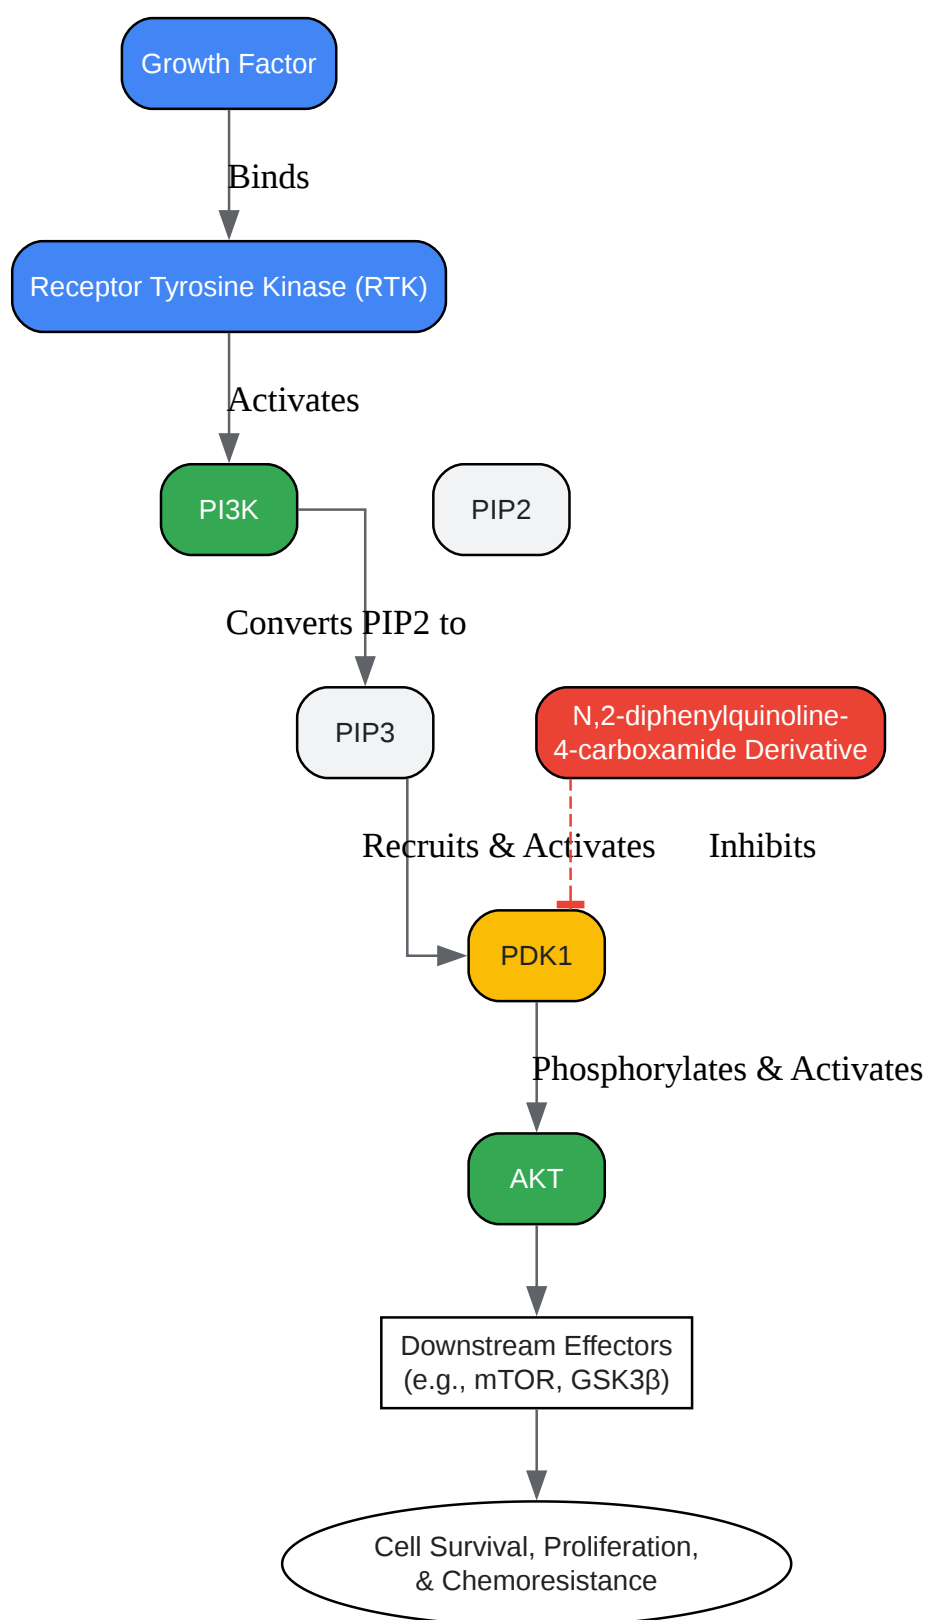 Growth Factor
Binds
Receptor Tyrosine Kinase (RTK)
Activates
PI3K
PIP2
Converts PIP2 to
PIP3
N,2-diphenylquinoline-
4-carboxamide Derivative
Recruits & Activates
Inhibits
PDK1
Phosphorylates & Activates
AKT
Downstream Effectors
(e.g., mTOR, GSK3β)
Cell Survival, Proliferation,
& Chemoresistance